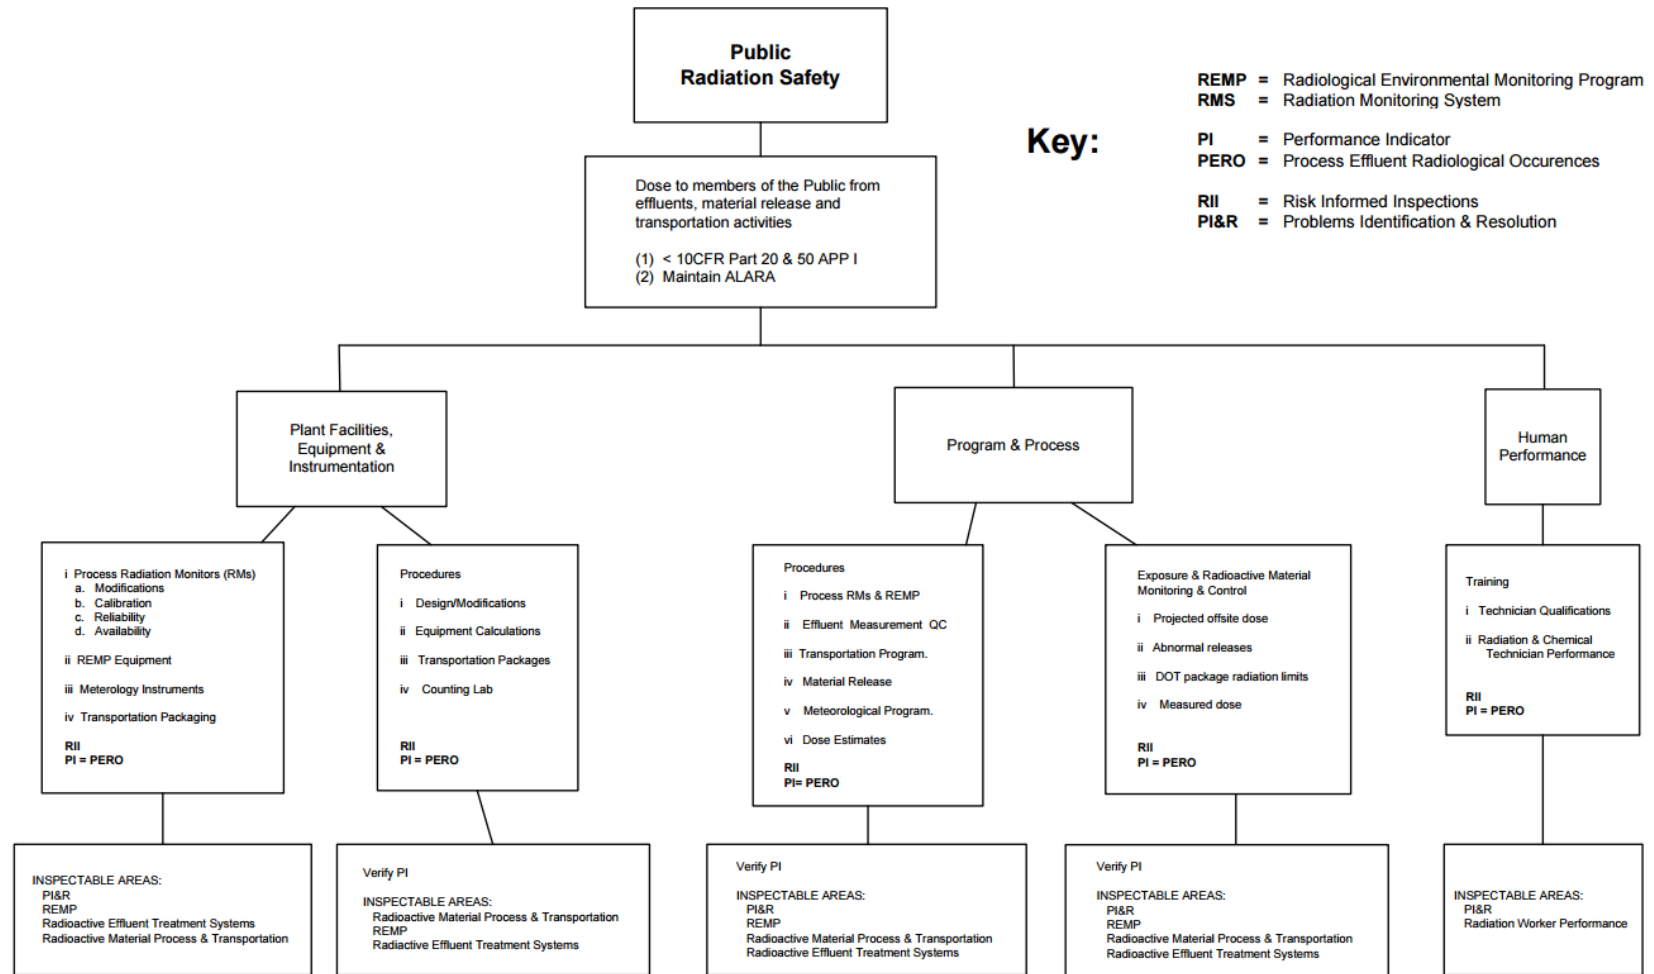 Public
Radiation Safety
REMP = Radiological Environmental Monitoring Program
RMS = Radiation Monitoring System
Key:
PI = Performance Indicator
PERO = Process Effluent Radiological Occurences
RII = Risk Informed Inspections
PI&R = Problems Identification & Resolution
Dose to members of the Public from
effluents, material release and
transportation activities
(1) < 10CFR Part 20 & 50 APP I
(2) Maintain ALARA
Plant Facilities,
Equipment &
Instrumentation
Program & Process
Human
Performance
i Process Radiation Monitors (RMs)
a. Modifications
b. Calibration
c. Reliability
d. Availability
ii REMP Equipment
iii Meterology Instruments
iv Transportation Packaging
RII
PI = PERO
Procedures
i Design/Modifications
ii Equipment Calculations
iii Transportation Packages
iv Counting Lab
RII
PI = PERO
Procedures
i Process RMs & REMP
ii Effluent Measurement QC
iii Transportation Program.
iv Material Release
v Meteorological Program.
vi Dose Estimates
RII
PI= PERO
Exposure & Radioactive Material
Monitoring & Control
i Projected offsite dose
ii Abnormal releases
iii DOT package radiation limits
iv Measured dose
RII
PI = PERO
Training
i Technician Qualifications
ii Radiation & Chemical
Technician Performance
RII
PI = PERO
INSPECTABLE AREAS:
PI&R
REMP
Radioactive Effluent Treatment Systems
Radioactive Material Process & Transportation
Verify PI
INSPECTABLE AREAS:
Radioactive Material Process & Transportation
REMP
Radiactive Effluent Treatment Systems
Verify PI
INSPECTABLE AREAS:
PI&R
REMP
Radioactive Material Process & Transportation
Radioactive Effluent Treatment Systems
Verify PI
INSPECTABLE AREAS:
PI&R
REMP
Radioactive Material Process & Transportation
Radioactive Effluent Treatment Systems
INSPECTABLE AREAS:
PI&R
Radiation Worker Performance